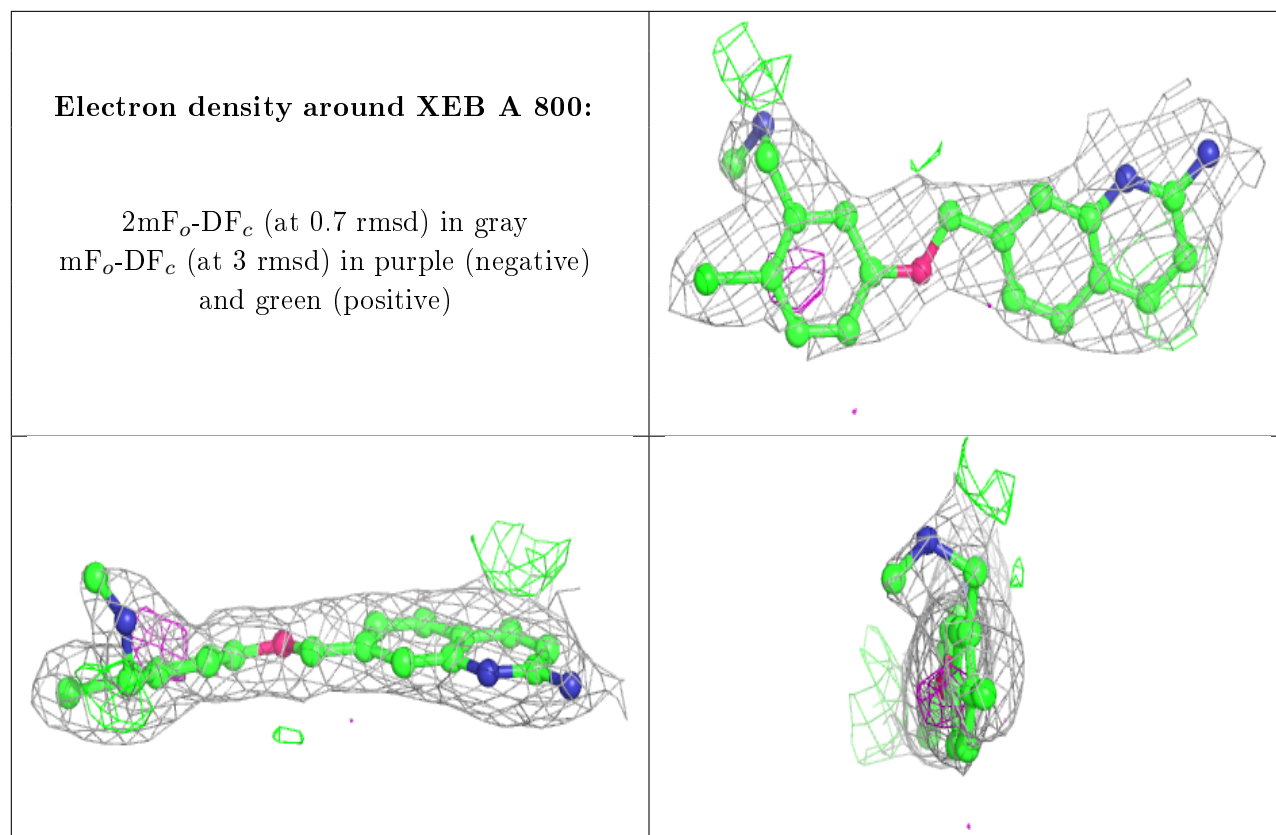 Electron density around XEB A 800:
2mFo-DFc (at 0.7 rmsd) in gray
mFo-DFc (at 3 rmsd) in purple (negative)
and green (positive)